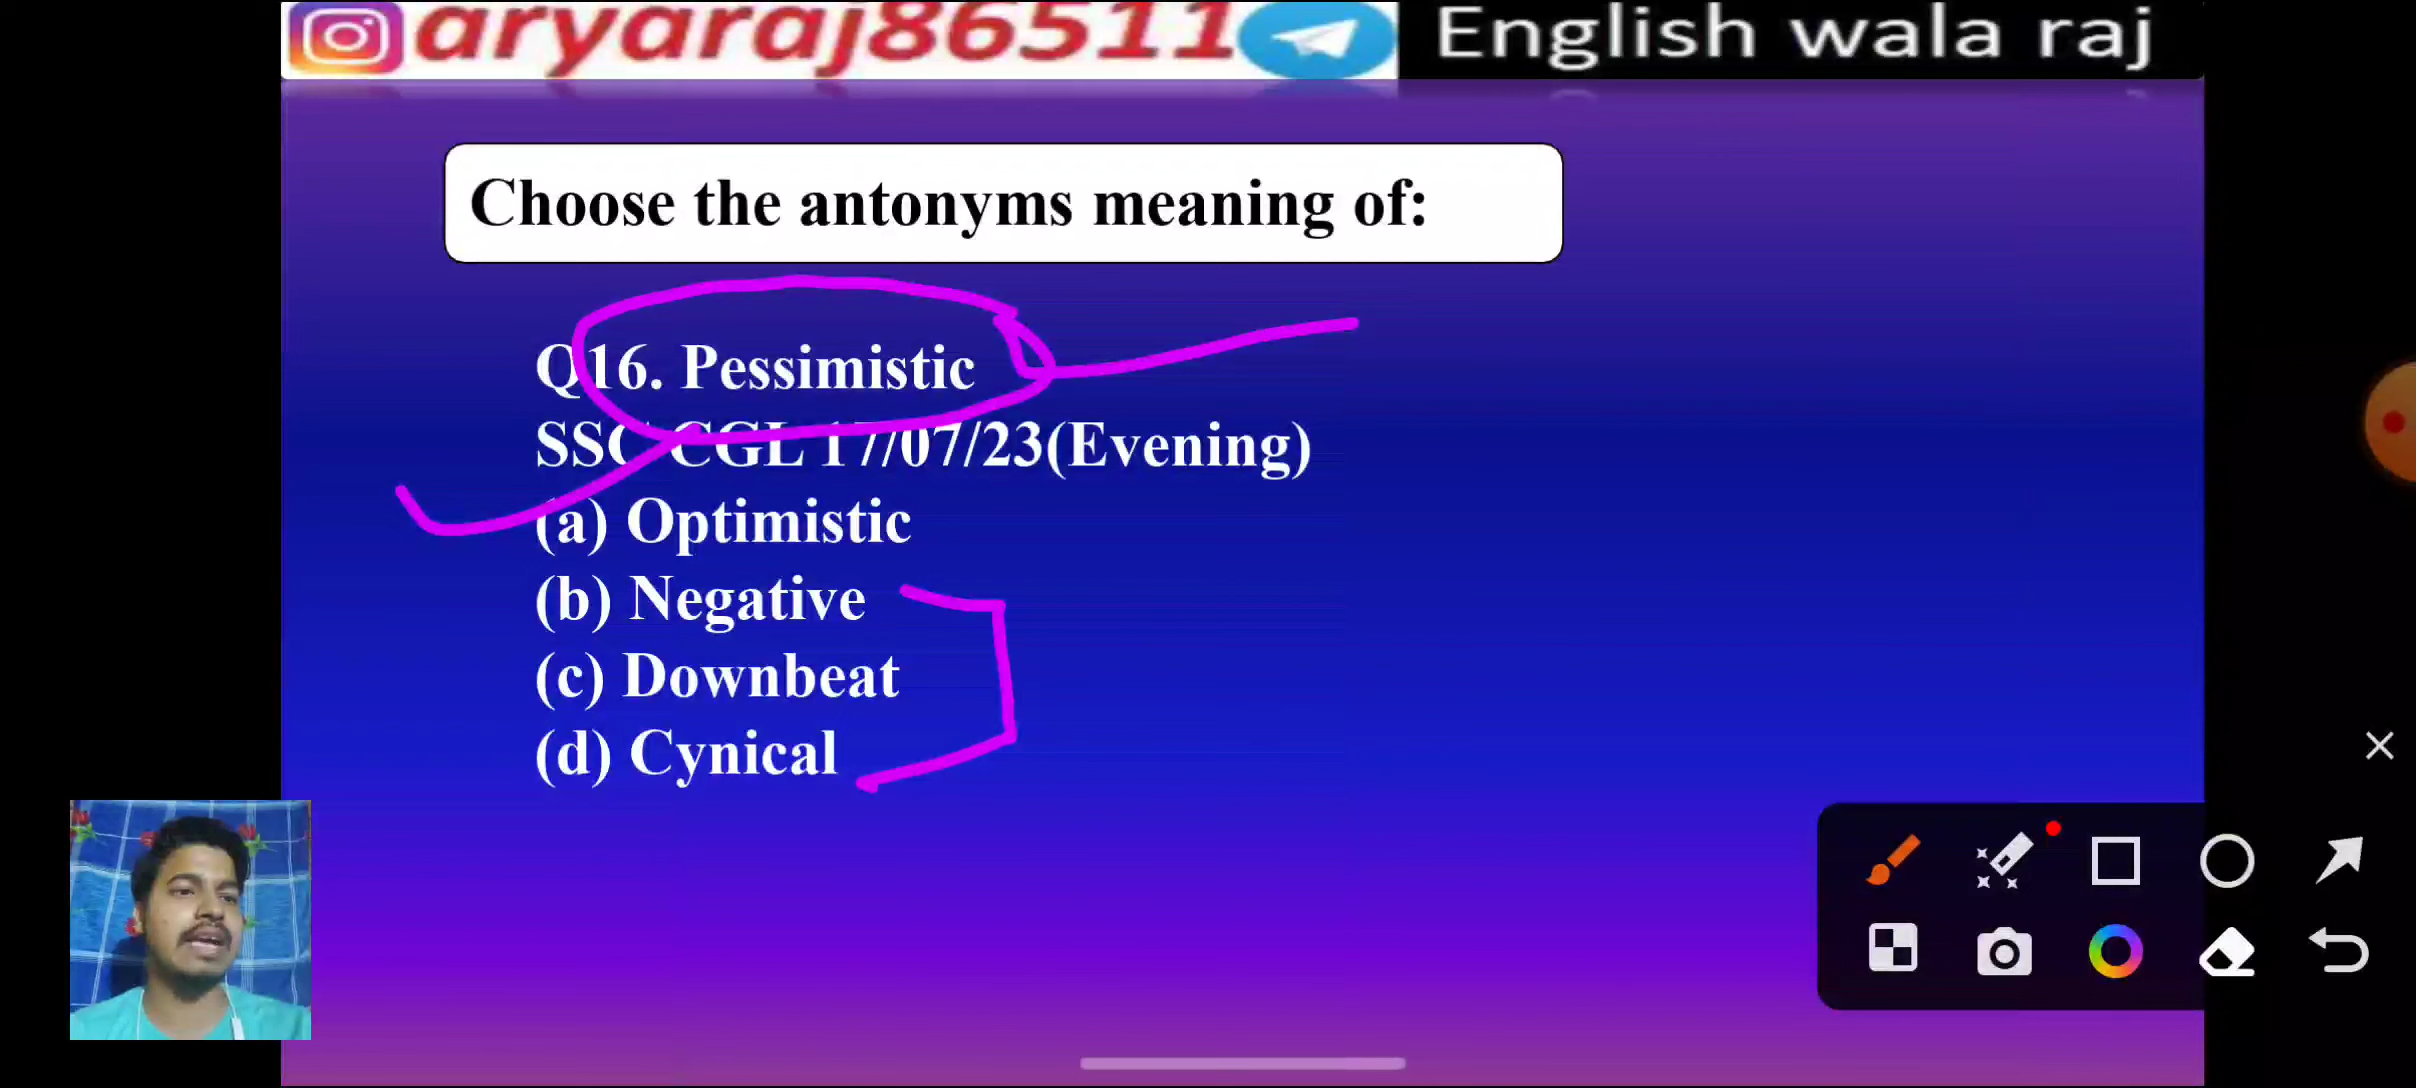 aryaraj86511 English wala raj
Choose the antonyms meaning of:
Q16. Pessimistic
SSC CGL 17/07/23(Evening)
(a) Optimistic
(b) Negative
(c) Downbeat
(d) Cynical